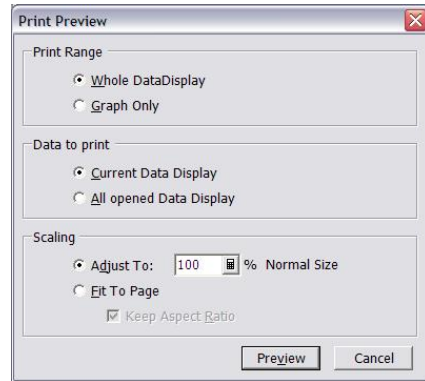 Print Preview
Print Range
Whole DataDisplay
Graph Only
Data to print
Current Data Display
All opened Data Display
Scaling
Adjust To: 100 % Normal Size
Fit To Page
Keep Aspect Ratio
Preview Cancel